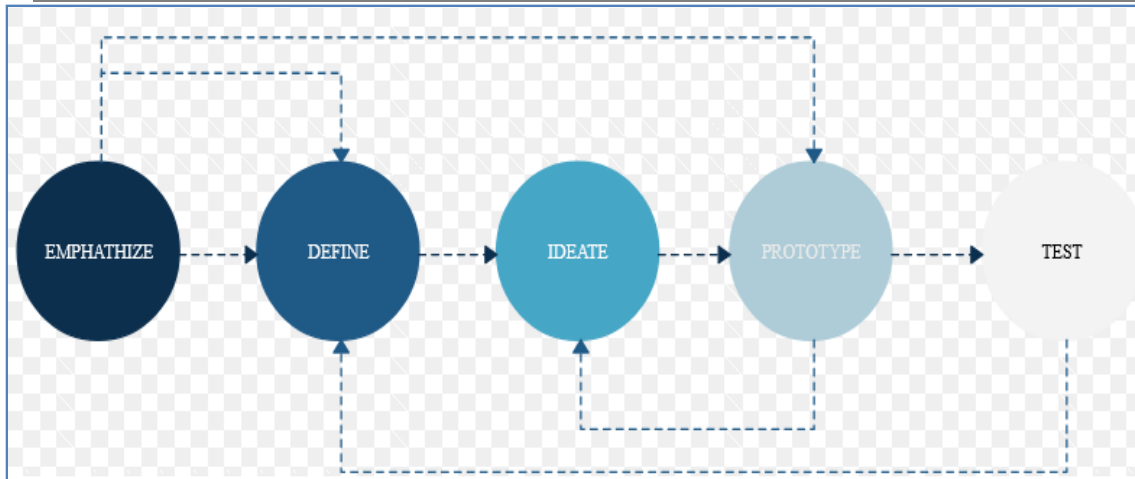 EMPHATHIZE
DEFINE
IDEATE
PROTOTYPE
TEST